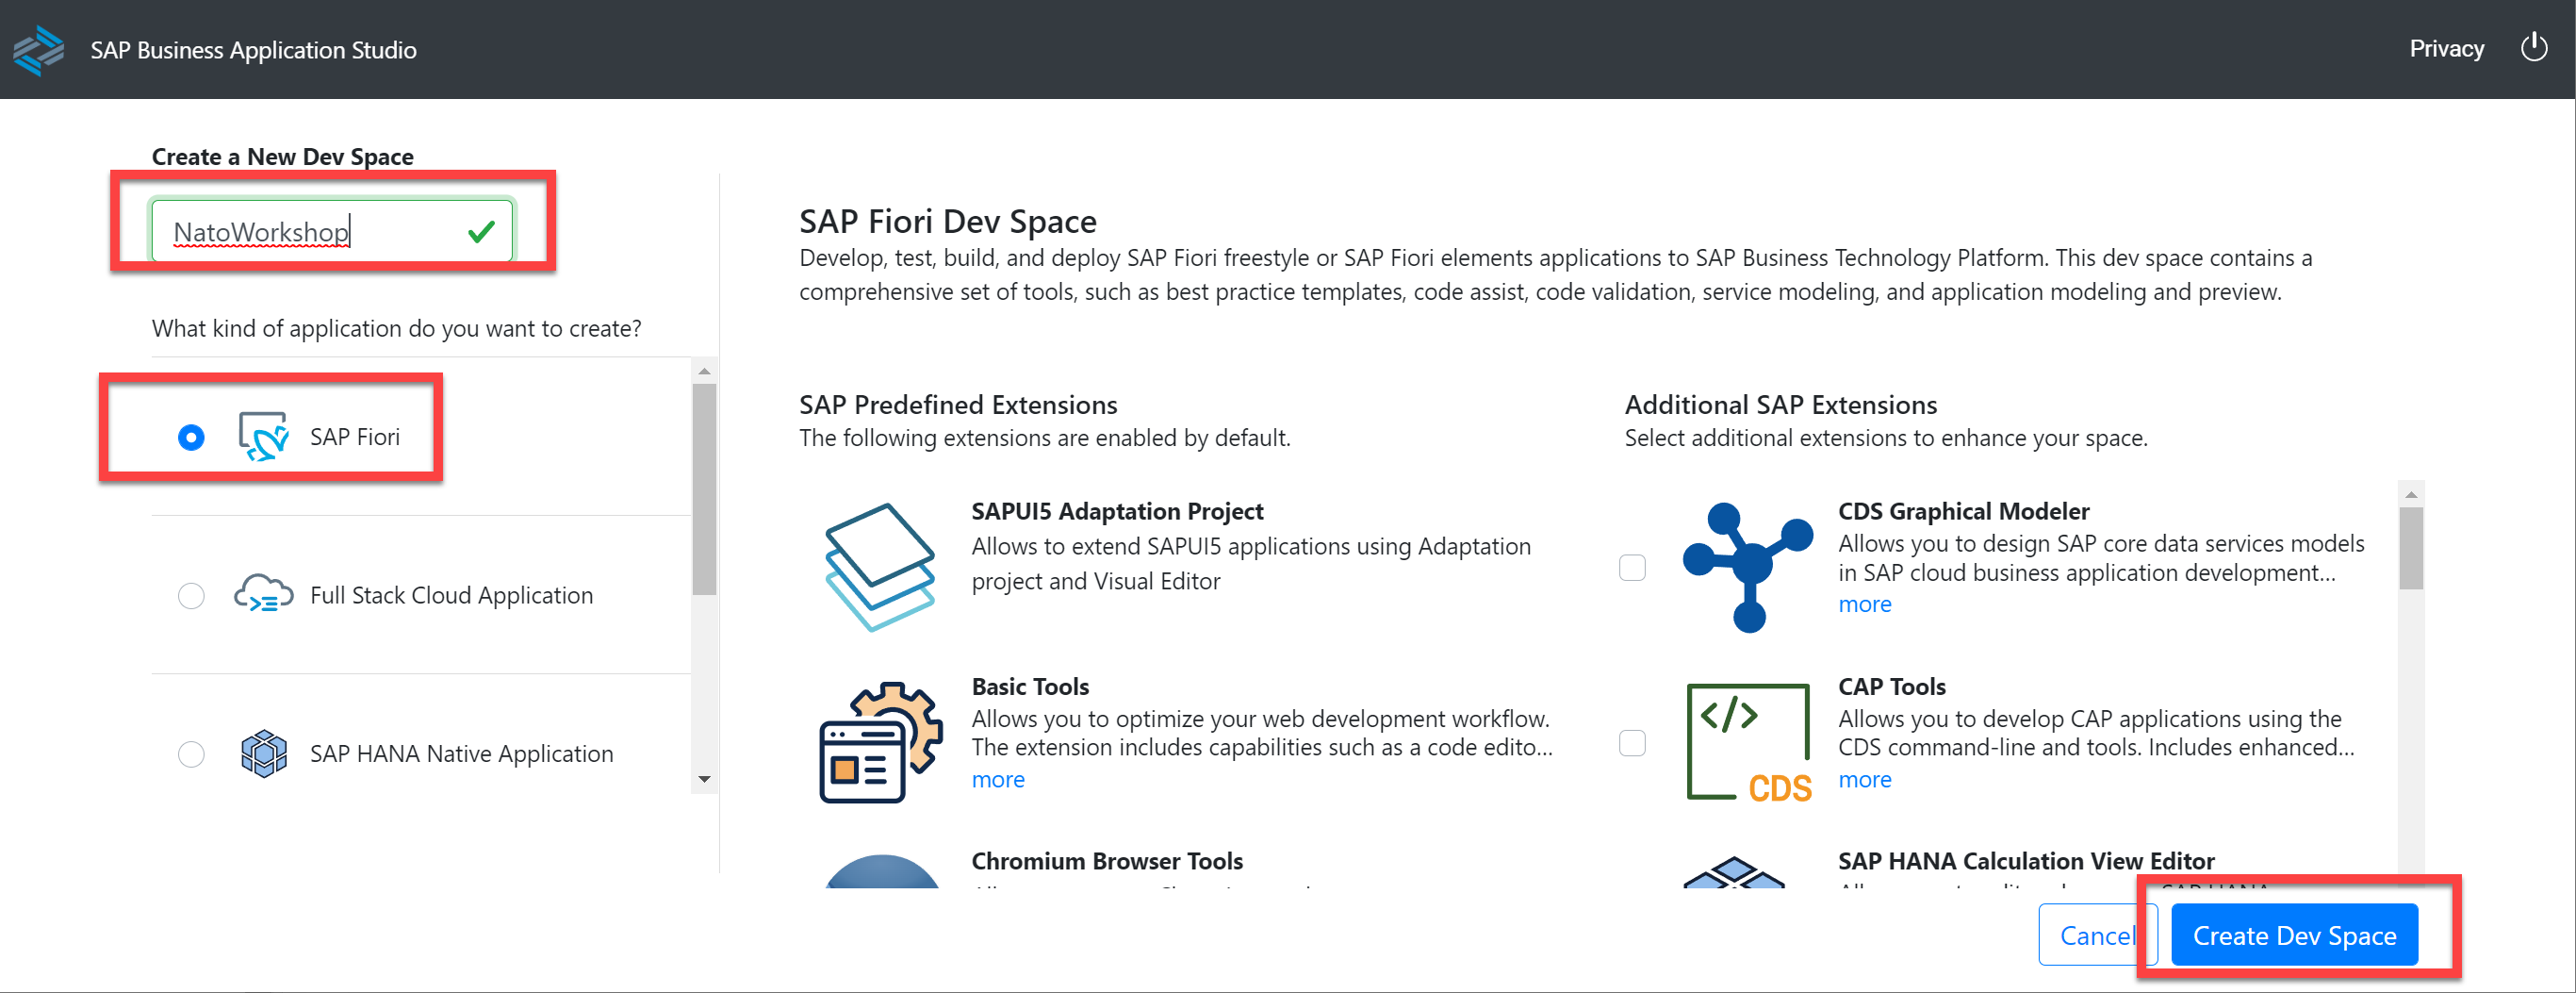 SAP Business Application Studio
Privacy
Create a New Dev Space
NatoWorkshop
What kind of application do you want to create?
SAP Fiori
Full Stack Cloud Application
SAP HANA Native Application
SAP Fiori Dev Space
Develop, test, build, and deploy SAP Fiori freestyle or SAP Fiori elements applications to SAP Business Technology Platform. This dev space contains a
comprehensive set of tools, such as best practice templates, code assist, code validation, service modeling, and application modeling and preview.
SAP Predefined Extensions
The following extensions are enabled by default.
SAPUI5 Adaptation Project
Allows to extend SAPUI5 applications using Adaptation
project and Visual Editor
Basic Tools
Allows you to optimize your web development workflow.
The extension includes capabilities such as a code edito...
more
Chromium Browser Tools
Additional SAP Extensions
Select additional extensions to enhance your space.
CDS Graphical Modeler
Allows you to design SAP core data services models
in SAP cloud business application development...
more
</> CDS
CAP Tools
Allows you to develop CAP applications using the
CDS command-line and tools. Includes enhanced...
more
SAP HANA Calculation View Editor
Cancel
Create Dev Space